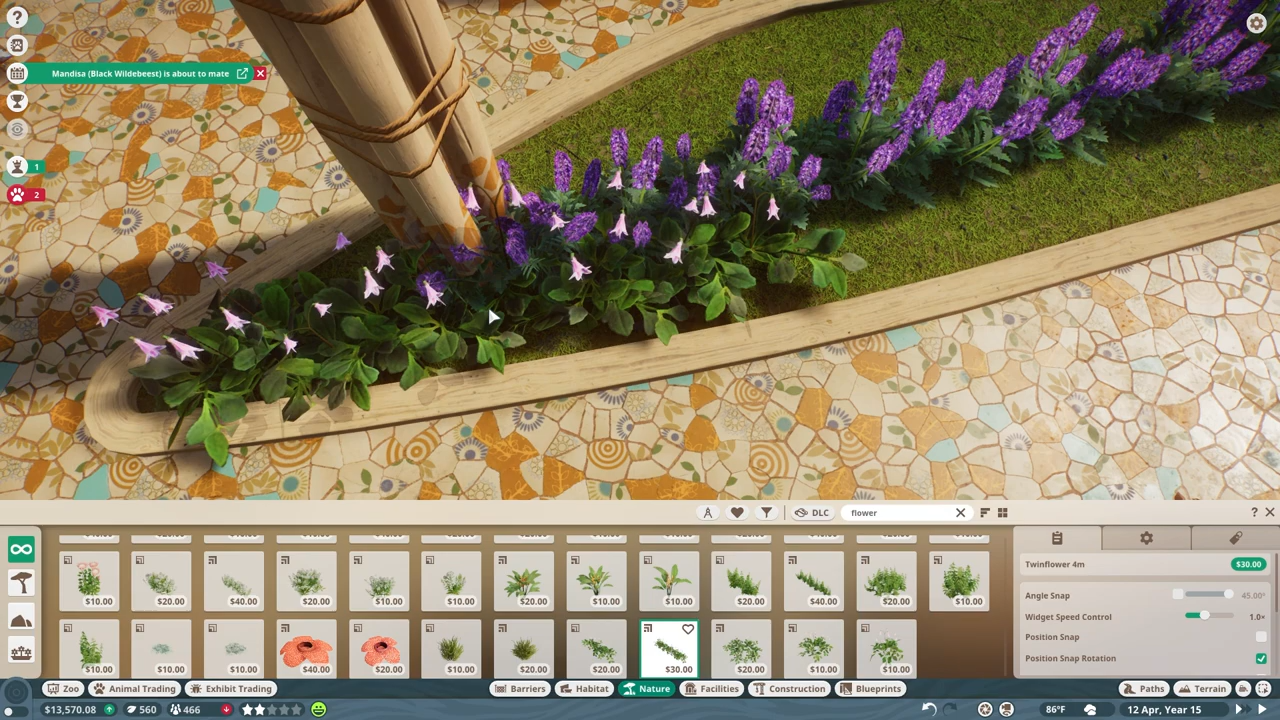 ?
Mandisa (Black Wildebeest) is about to mate
1
2
DLC
flower
?
$10.00 $20.00 $40.00 $20.00 $10.00 $10.00 $20.00 $10.00 $10.00 $20.00 $40.00 $20.00 $10.00
$10.00 $10.00 $10.00 $40.00 $20.00 $10.00 $20.00 $20.00 $30.00 $20.00 $10.00 $20.00
Twinflower 4m $30.00
Angle Snap 45.00°
Widget Speed Control 1.0×
Position Snap
Position Snap Rotation
Zoo Animal Trading Exhibit Trading Barriers Habitat Nature Facilities Construction Blueprints Paths Terrain
$13,570.08 560 466 86°F 12 Apr, Year 15